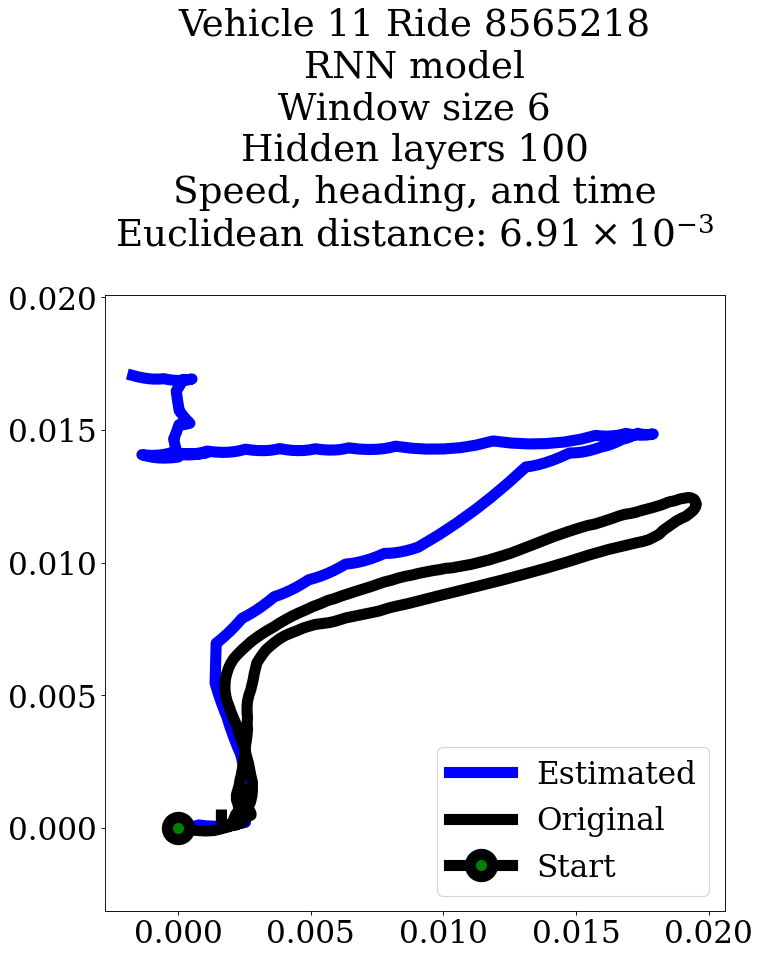 Vehicle 11 Ride 8565218
RNN model
Window size 6
Hidden layers 100
Speed, heading, and time
Euclidean distance: 6.91 × 10⁻³
0.020
0.015
0.010
0.005
0.000
Estimated
Original
Start
0.000 0.005 0.010 0.015 0.020